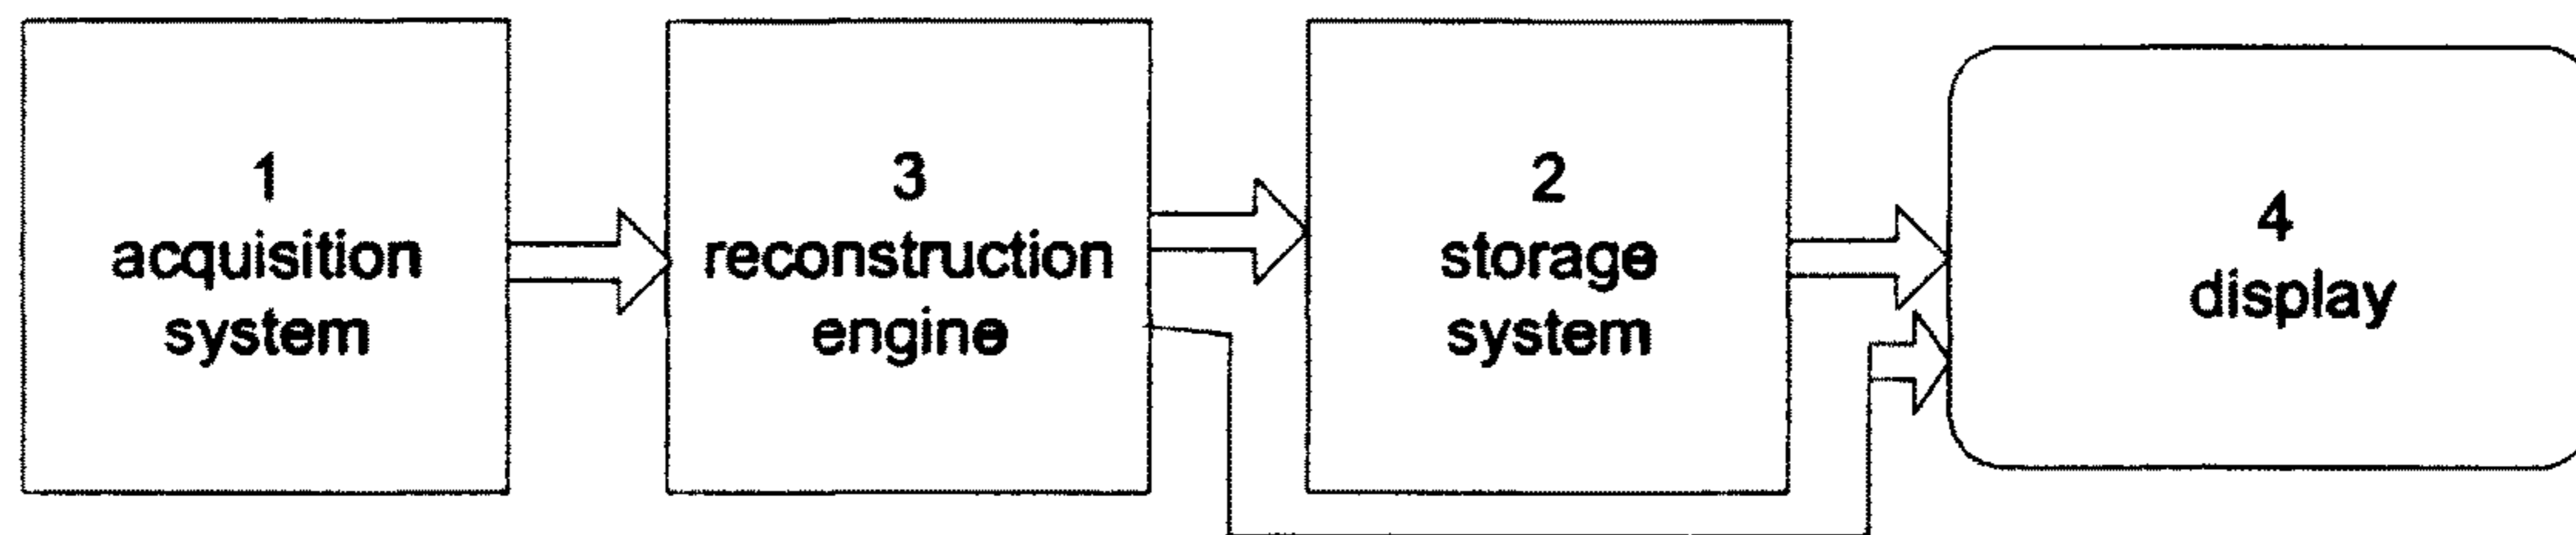 1
acquisition
system
3
reconstruction
engine
2
storage
system
4
display